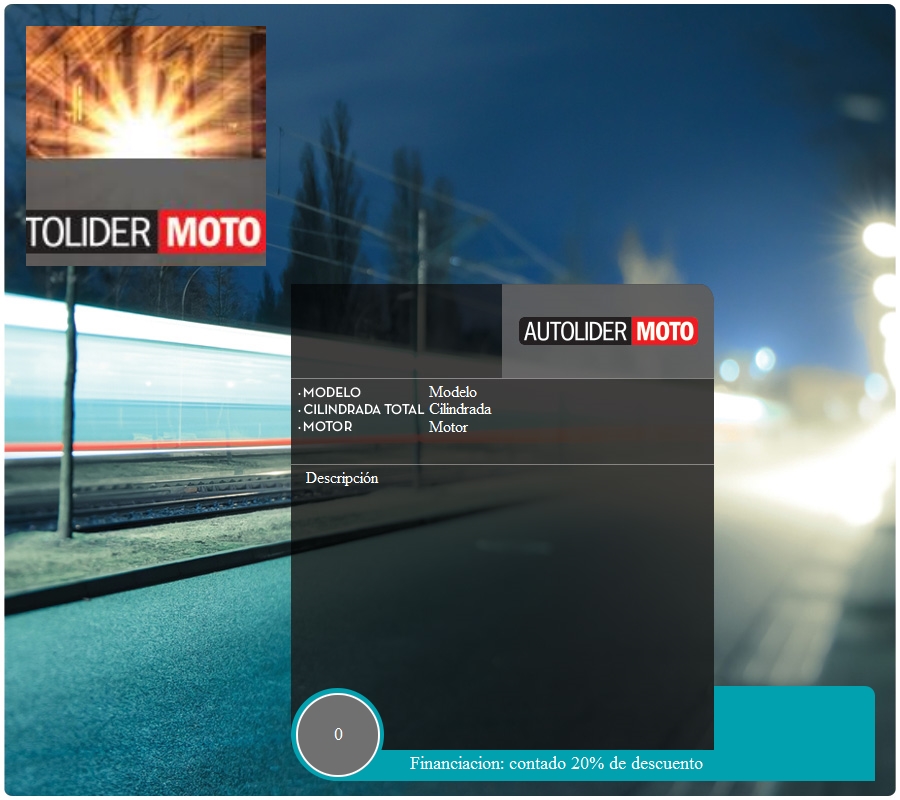 TOLIDER MOTO
AUTOLIDER MOTO
· MODELO Modelo
· CILINDRADA TOTAL Cilindrada
· MOTOR Motor
Descripción
0
Financiacion: contado 20% de descuento